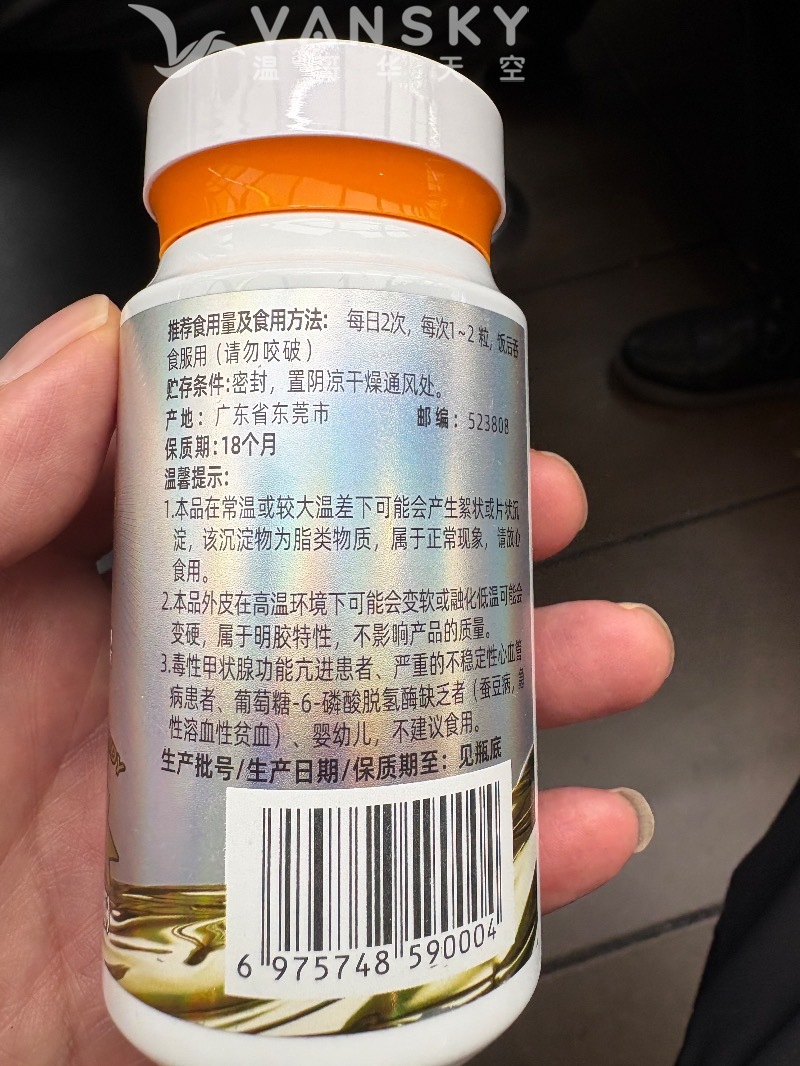 VANSKY
温哥华天空
推荐食用量及食用方法: 每日2次, 每次1~2 粒, 饭后吞
食服用 (请勿咬破)
贮存条件:密封, 置阴凉干燥通风处。
产地: 广东省东莞市 邮编: 523808
保质期:18个月
温馨提示:
1.本品在常温或较大温差下可能会产生絮状或片状沉
淀, 该沉淀物为脂类物质, 属于正常现象, 请放心
食用。
2.本品外皮在高温环境下可能会变软或融化低温可能会
变硬, 属于明胶特性, 不影响产品的质量。
3.毒性甲状腺功能亢进患者、严重的不稳定性心血管
病患者、葡萄糖-6-磷酸脱氢酶缺乏者 (蚕豆病, 急
性溶血性贫血)、婴幼儿, 不建议食用。
生产批号/生产日期/保质期至: 见瓶底
6 975748 590004